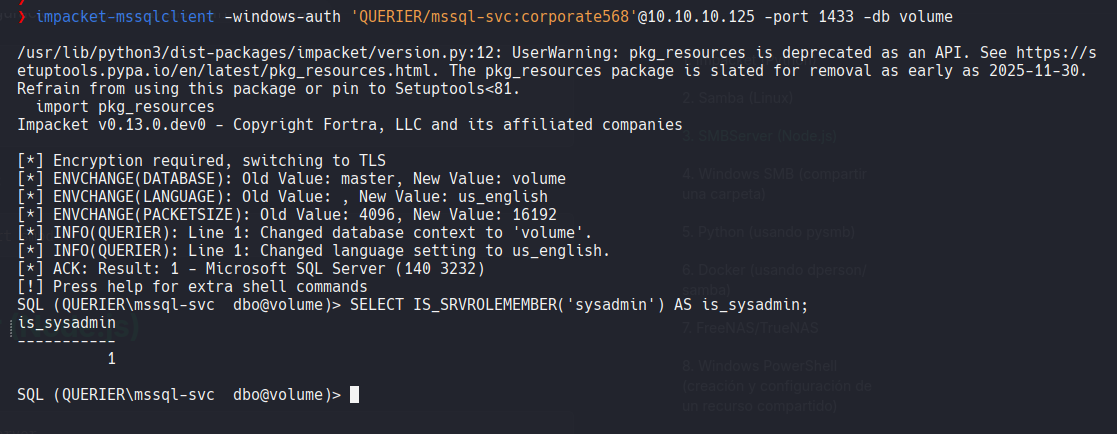 ❯ impacket-mssqlclient -windows-auth 'QUERIER/mssql-svc:corporate568'@10.10.10.125 -port 1433 -db volume
/usr/lib/python3/dist-packages/impacket/version.py:12: UserWarning: pkg_resources is deprecated as an API. See https://s
etuptools.pypa.io/en/latest/pkg_resources.html. The pkg_resources package is slated for removal as early as 2025-11-30.
Refrain from using this package or pin to Setuptools<81.
  import pkg_resources
Impacket v0.13.0.dev0 - Copyright Fortra, LLC and its affiliated companies
[*] Encryption required, switching to TLS
[*] ENVCHANGE(DATABASE): Old Value: master, New Value: volume
[*] ENVCHANGE(LANGUAGE): Old Value: , New Value: us_english
[*] ENVCHANGE(PACKETSIZE): Old Value: 4096, New Value: 16192
[*] INFO(QUERIER): Line 1: Changed database context to 'volume'.
[*] INFO(QUERIER): Line 1: Changed language setting to us_english.
[*] ACK: Result: 1 - Microsoft SQL Server (140 3232)
[!] Press help for extra shell commands
SQL (QUERIER\mssql-svc  dbo@volume)> SELECT IS_SRVROLEMEMBER('sysadmin') AS is_sysadmin;
is_sysadmin
-----------
1
SQL (QUERIER\mssql-svc  dbo@volume)>
2. Samba (Linux)
3. SMBServer (Node.js)
4. Windows SMB (compartir
una carpeta)
5. Python (usando pysmb)
6. Docker (usando dperson/
samba)
7. FreeNAS/TrueNAS
8. Windows PowerShell
(creación y configuración de
un recurso compartido)